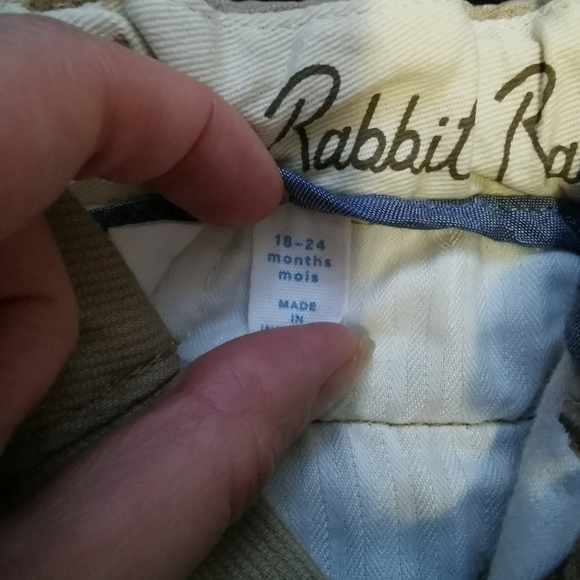 Rabbit Ra
18-24
months
mois
MADE
IN